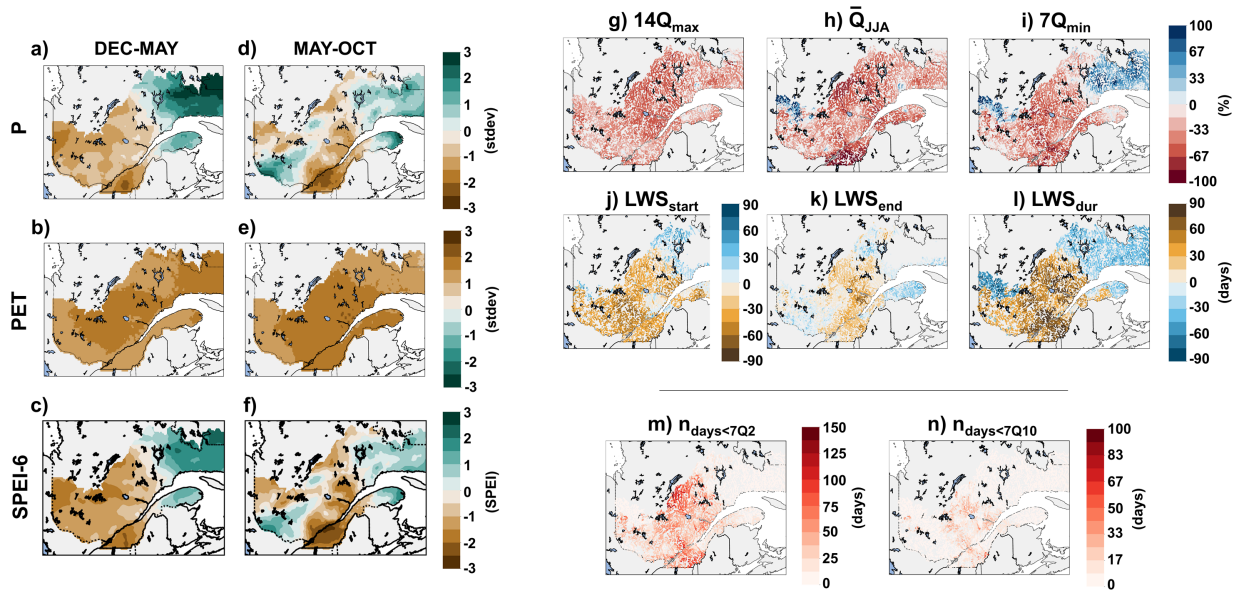 DEC-MAY
MAY-OCT
a)
d)
P
3
2
1
0
-1
-2
-3
(stdev)
b)
e)
PET
3
2
1
0
-1
-2
-3
(stdev)
c)
f)
SPEI-6
3
2
1
0
-1
-2
-3
(SPEI)
g) 14Qmax
h) Q̄JJA
i) 7Qmin
100
67
33
0
-33
-67
-100
(%)
j) LWSstart
90
60
30
0
-30
-60
-90
k) LWSend
l) LWSdur
90
60
30
0
-30
-60
-90
(days)
m) ndays<7Q2
150
125
100
75
50
25
0
(days)
n) ndays<7Q10
100
83
67
50
33
17
0
(days)